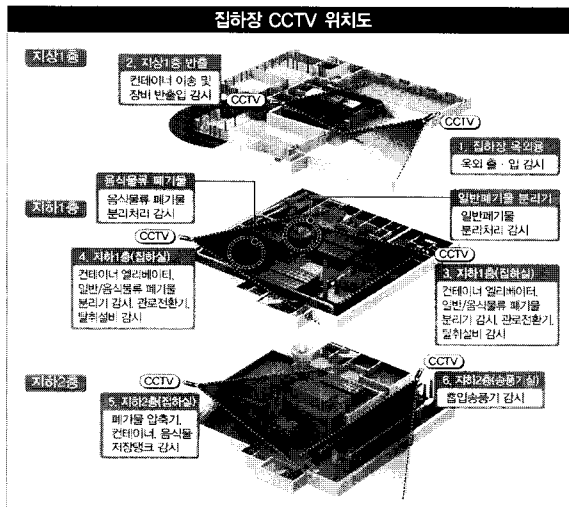 집하장 CCTV 위치도
지상1층
2. 지상1층 반출
컨테이너 이송 및
장비 반출입 감시
CCTV
CCTV
1. 집하장 옥외용
옥외 출·입 감시
지하1층
음식물류 폐기물
음식물류 폐기물
분리처리 감시
일반폐기물 분리기
일반폐기물
분리처리 감시
CCTV
CCTV
4. 지하1층(집하실)
컨테이너 엘리베이터,
일반/음식물류 폐기물
분리기 감시, 관로전환기,
탈취설비 감시
3. 지하1층(집하실)
컨테이너 엘리베이터,
일반/음식물류 폐기물
분리기 감시, 관로전환기,
탈취설비 감시
지하2층
CCTV
CCTV
5. 지하2층(집하실)
폐기물 압축기,
컨테이너, 음식물
저장탱크 감시
6. 지하2층(송풍기실)
흡입송풍기 감시